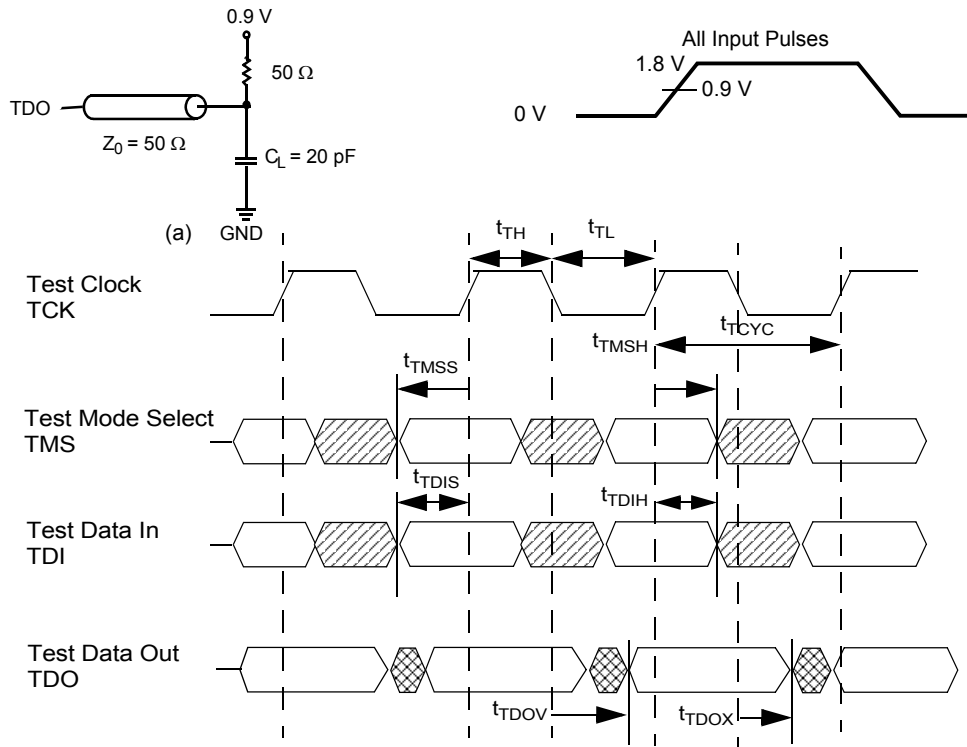 0.9 V
50 Ω
TDO
Z0 = 50 Ω
CL = 20 pF
(a) GND
All Input Pulses
1.8 V
0.9 V
0 V
tTH
tTL
Test Clock
TCK
tTCYC
tTMSH
tTMSS
Test Mode Select
TMS
tTDIS
tTDIH
Test Data In
TDI
Test Data Out
TDO
tTDOV
tTDOX